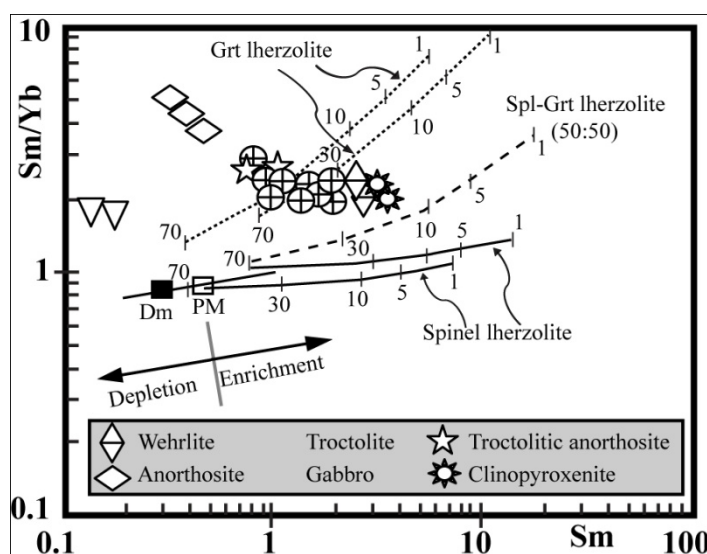 10
Sm/Yb
1
0.1
0.1
1
10
Sm
100
Grt lherzolite
1
5
10
30
70
1
5
10
70
Spl-Grt lherzolite
(50:50)
1
5
10
30
70
1
5
10
30
70
1
5
10
30
Spinel lherzolite
Dm
PM
Depletion
Enrichment
Wehrlite
Troctolite
Troctolitic anorthosite
Anorthosite
Gabbro
Clinopyroxenite